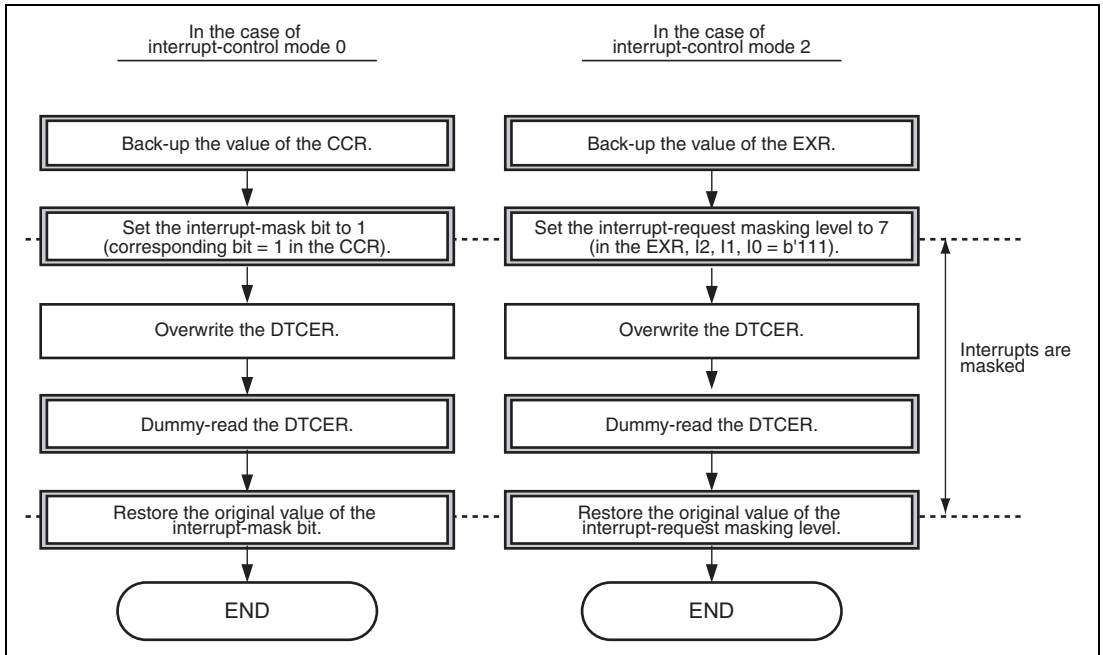 In the case of
interrupt-control mode 0
Back-up the value of the CCR.
Set the interrupt-mask bit to 1
(corresponding bit = 1 in the CCR).
Overwrite the DTCER.
Dummy-read the DTCER.
Restore the original value of the
interrupt-mask bit.
END
In the case of
interrupt-control mode 2
Back-up the value of the EXR.
Set the interrupt-request masking level to 7
(in the EXR, I2, I1, I0 = b'111).
Overwrite the DTCER.
Dummy-read the DTCER.
Restore the original value of the
interrupt-request masking level.
END
Interrupts are
masked